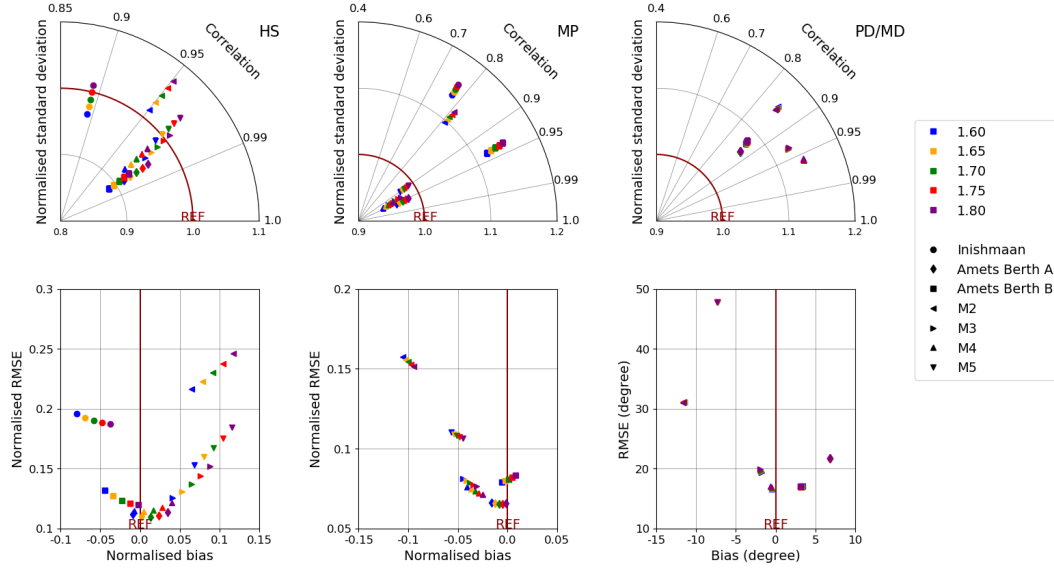 0.85
0.9
0.95
0.99
1.0
HS
Correlation
Normalised standard deviation
REF
0.8
0.9
1.0
1.1
0.4
0.6
0.7
0.8
0.9
0.95
0.99
1.0
MP
Correlation
Normalised standard deviation
REF
0.9
1.0
1.1
1.2
0.4
0.6
0.7
0.8
0.9
0.95
0.99
1.0
PD/MD
Correlation
Normalised standard deviation
REF
0.9
1.0
1.1
1.2
1.60
1.65
1.70
1.75
1.80
Inishmaan
Amets Berth A
Amets Berth B
M2
M3
M4
M5
0.3
0.25
0.2
0.15
0.1
Normalised RMSE
REF
-0.1
-0.05
0.0
0.05
0.1
0.15
Normalised bias
0.2
0.15
0.1
0.05
Normalised RMSE
REF
-0.15
-0.1
-0.05
0.0
0.05
Normalised bias
50
40
30
20
10
RMSE (degree)
REF
-15
-10
-5
0
5
10
Bias (degree)